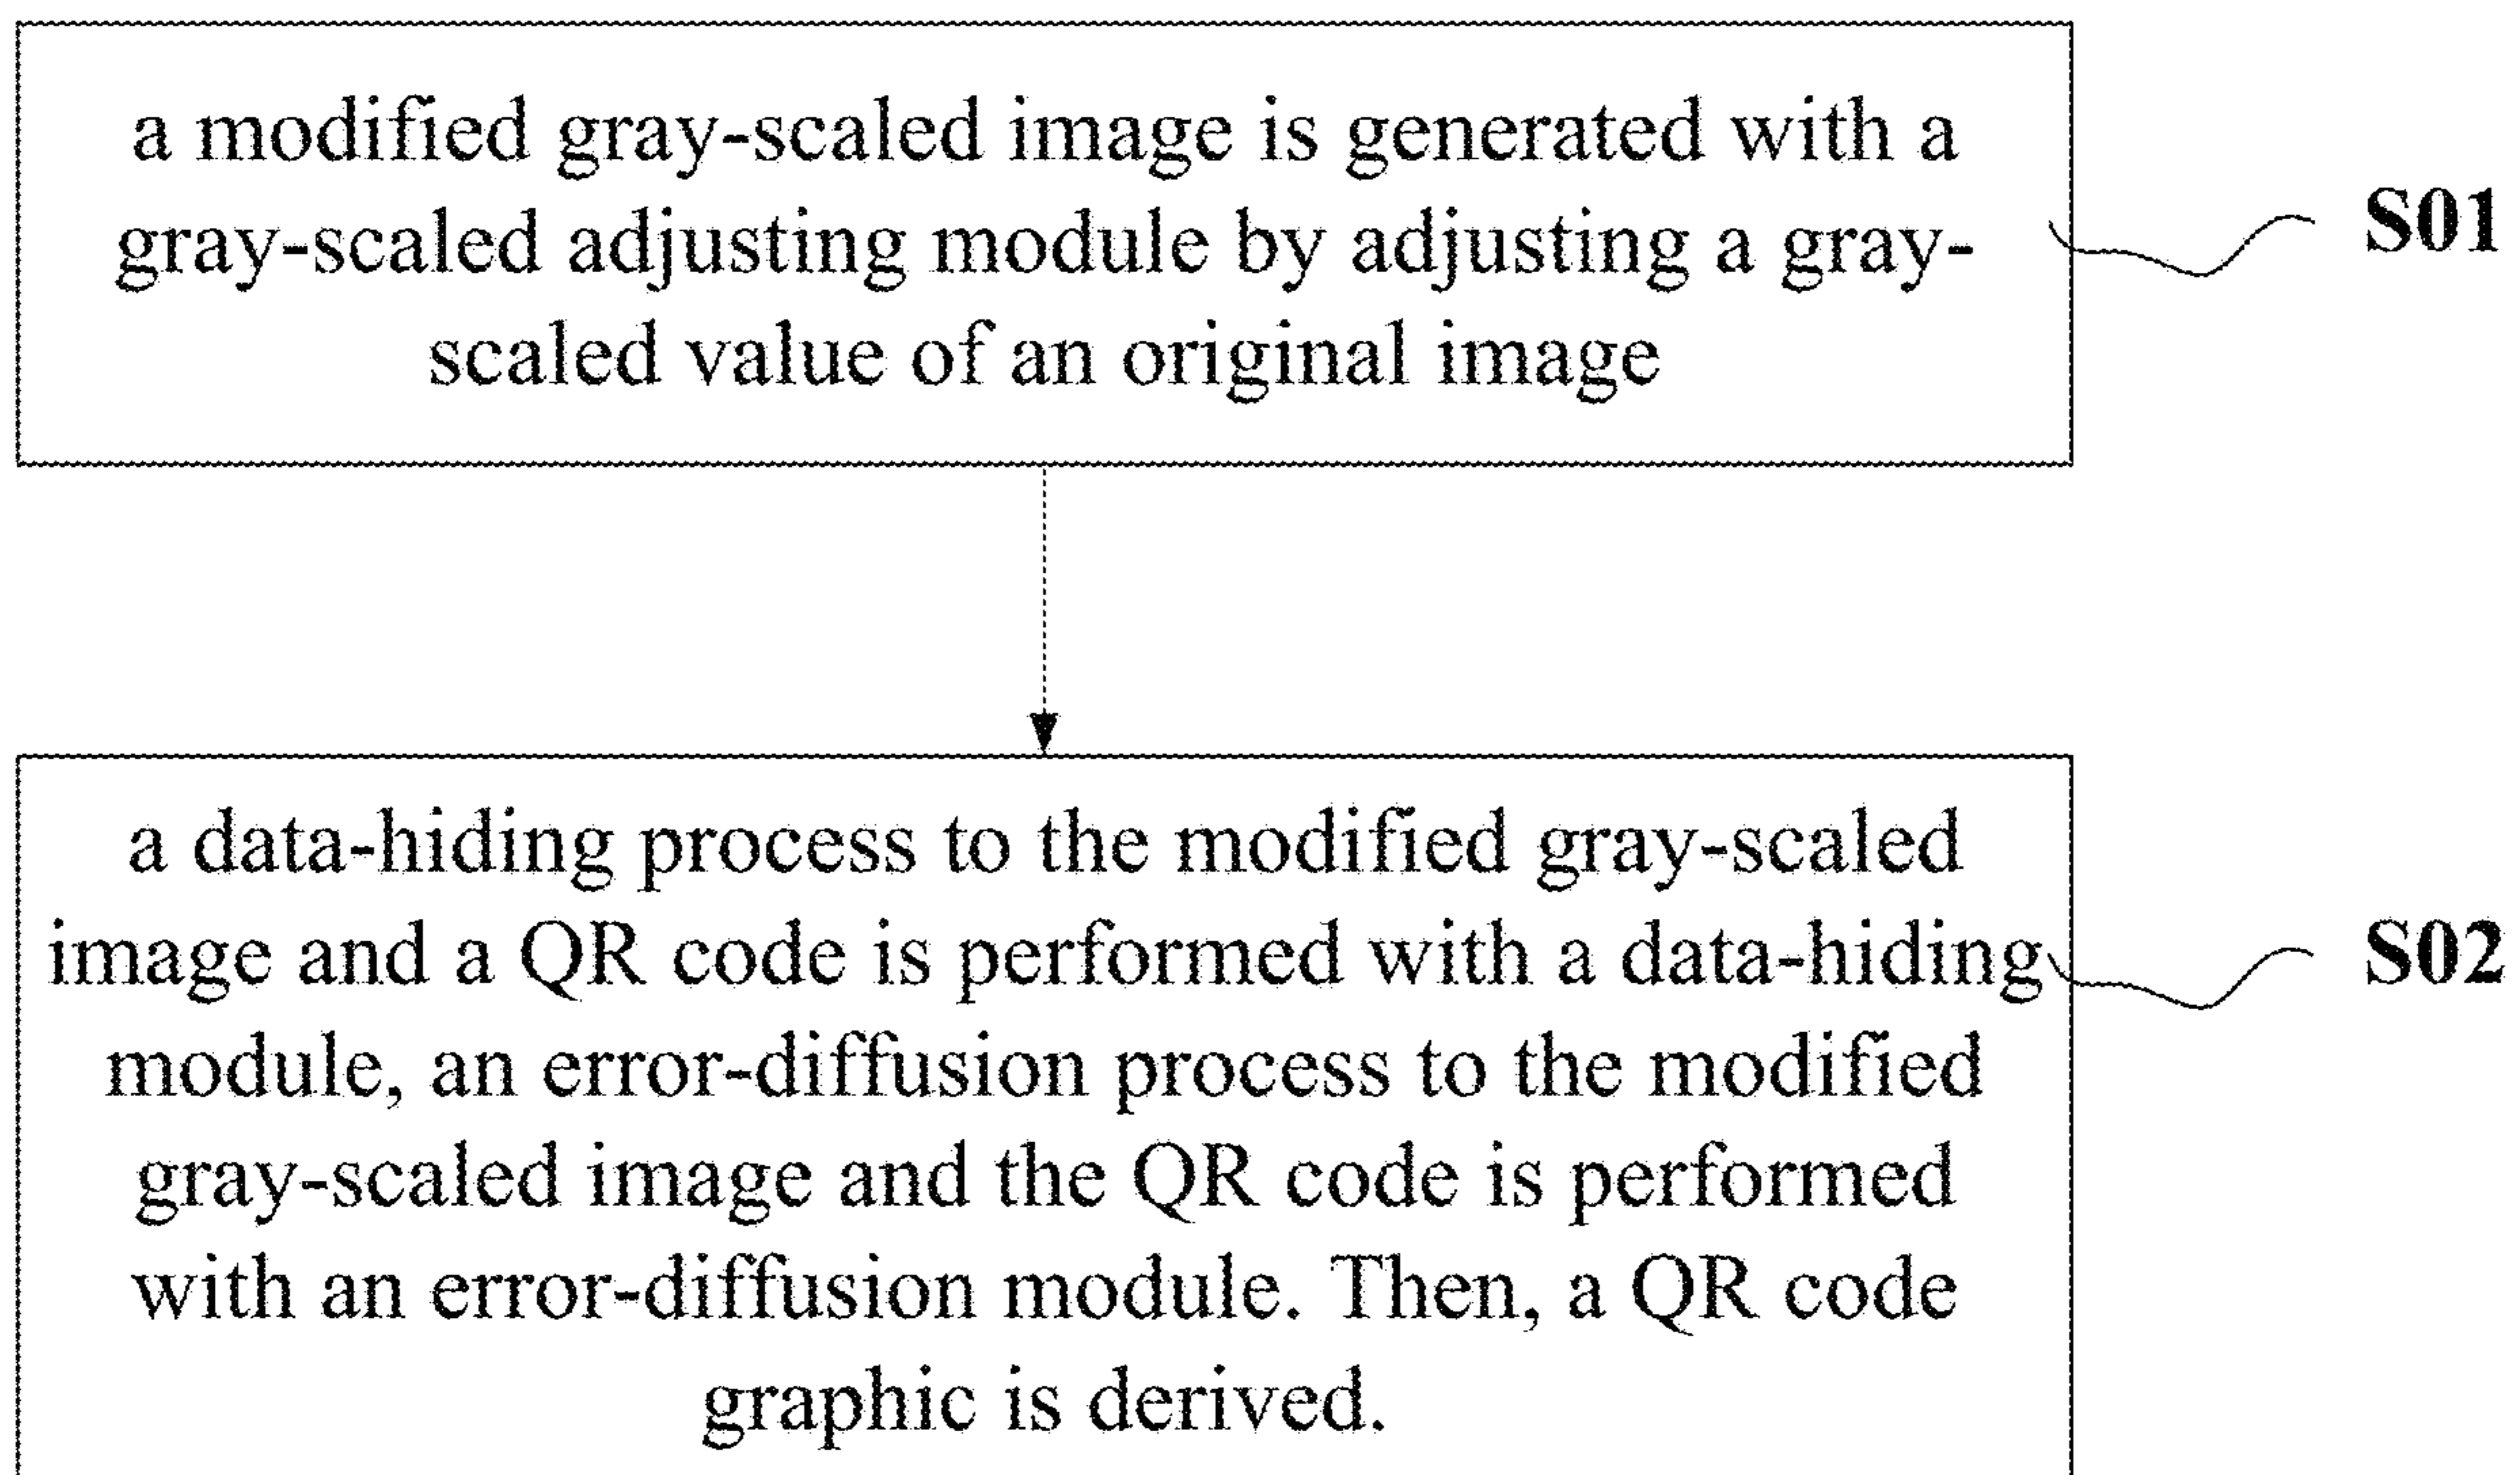 a modified gray-scaled image is generated with a
gray-scaled adjusting module by adjusting a gray-
scaled value of an original image
S01
a data-hiding process to the modified gray-scaled
image and a QR code is performed with a data-hiding
module, an error-diffusion process to the modified
gray-scaled image and the QR code is performed
with an error-diffusion module. Then, a QR code
graphic is derived.
S02